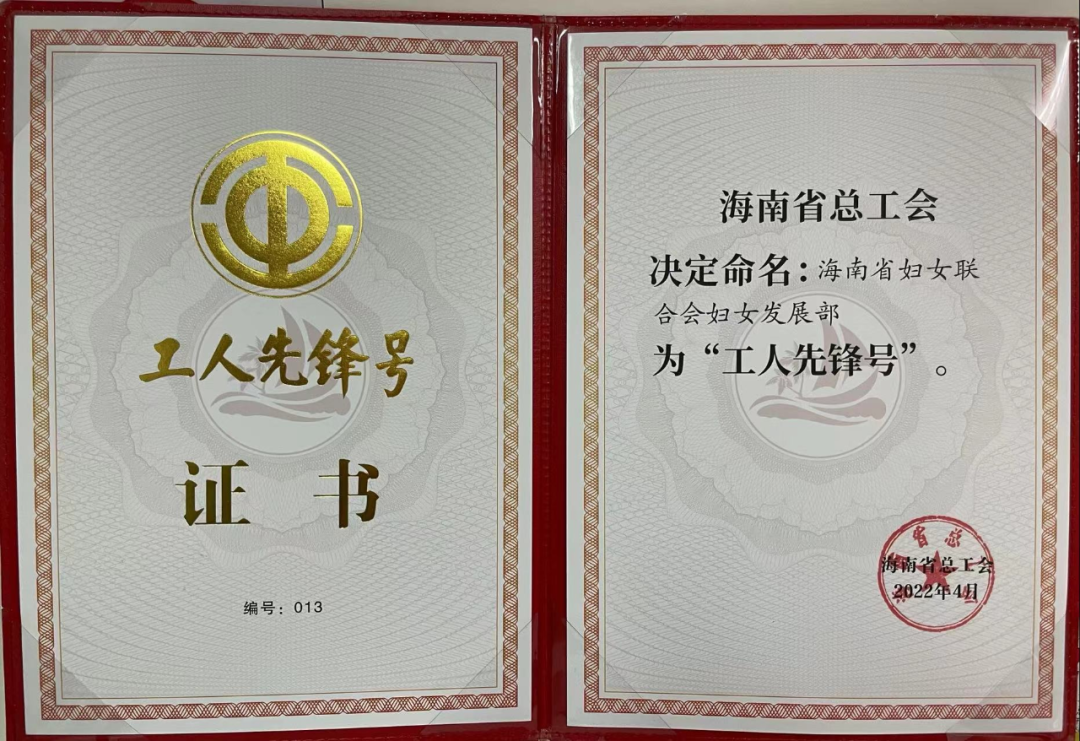 工人先锋号
证书
编号：013
海南省总工会
决定命名：海南省妇女联
合会妇女发展部
为“工人先锋号”。
海南省总工会
2022年4月